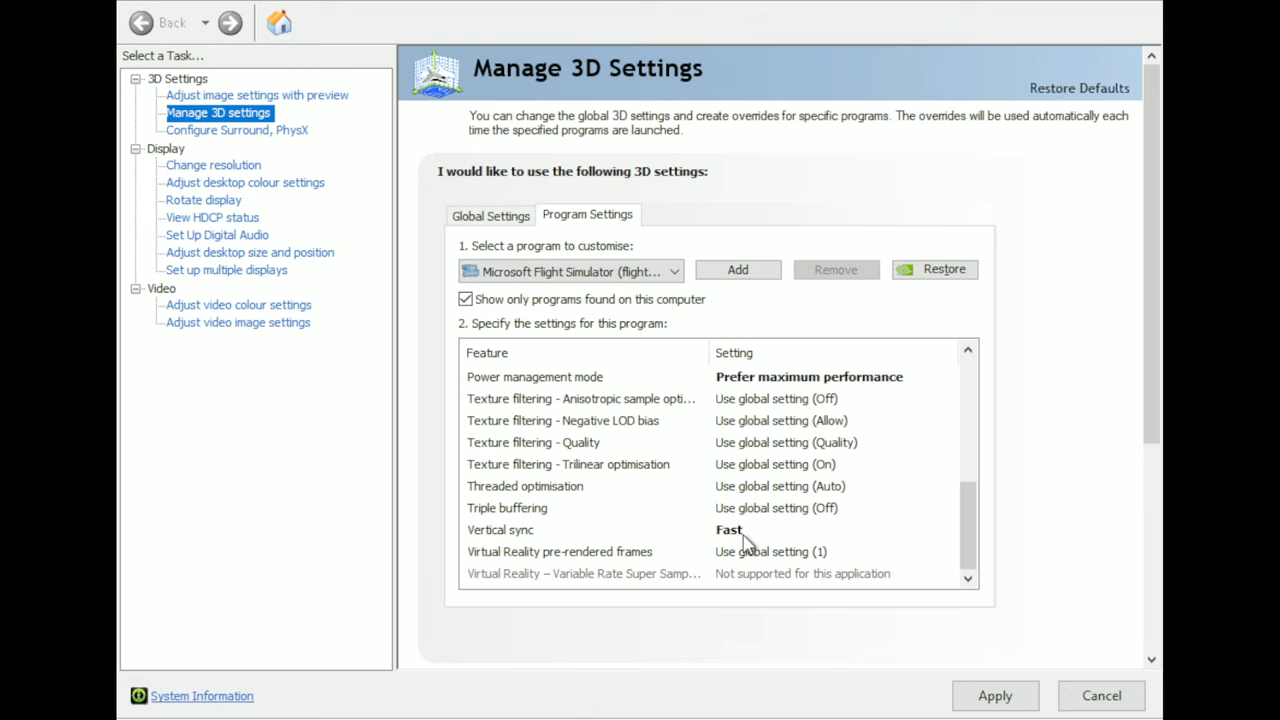 Back
Select a Task...
3D Settings
Adjust image settings with preview
Manage 3D settings
Configure Surround, PhysX
Display
Change resolution
Adjust desktop colour settings
Rotate display
View HDCP status
Set Up Digital Audio
Adjust desktop size and position
Set up multiple displays
Video
Adjust video colour settings
Adjust video image settings
System Information
Manage 3D Settings
Restore Defaults
You can change the global 3D settings and create overrides for specific programs. The overrides will be used automatically each
time the specified programs are launched.
I would like to use the following 3D settings:
Global Settings
Program Settings
1. Select a program to customise:
Microsoft Flight Simulator (flight...
Add
Remove
Restore
Show only programs found on this computer
2. Specify the settings for this program:
Feature Setting
Power management mode Prefer maximum performance
Texture filtering - Anisotropic sample opti... Use global setting (Off)
Texture filtering - Negative LOD bias Use global setting (Allow)
Texture filtering - Quality Use global setting (Quality)
Texture filtering - Trilinear optimisation Use global setting (On)
Threaded optimisation Use global setting (Auto)
Triple buffering Use global setting (Off)
Vertical sync Fast
Virtual Reality pre-rendered frames Use global setting (1)
Virtual Reality – Variable Rate Super Samp... Not supported for this application
Apply
Cancel